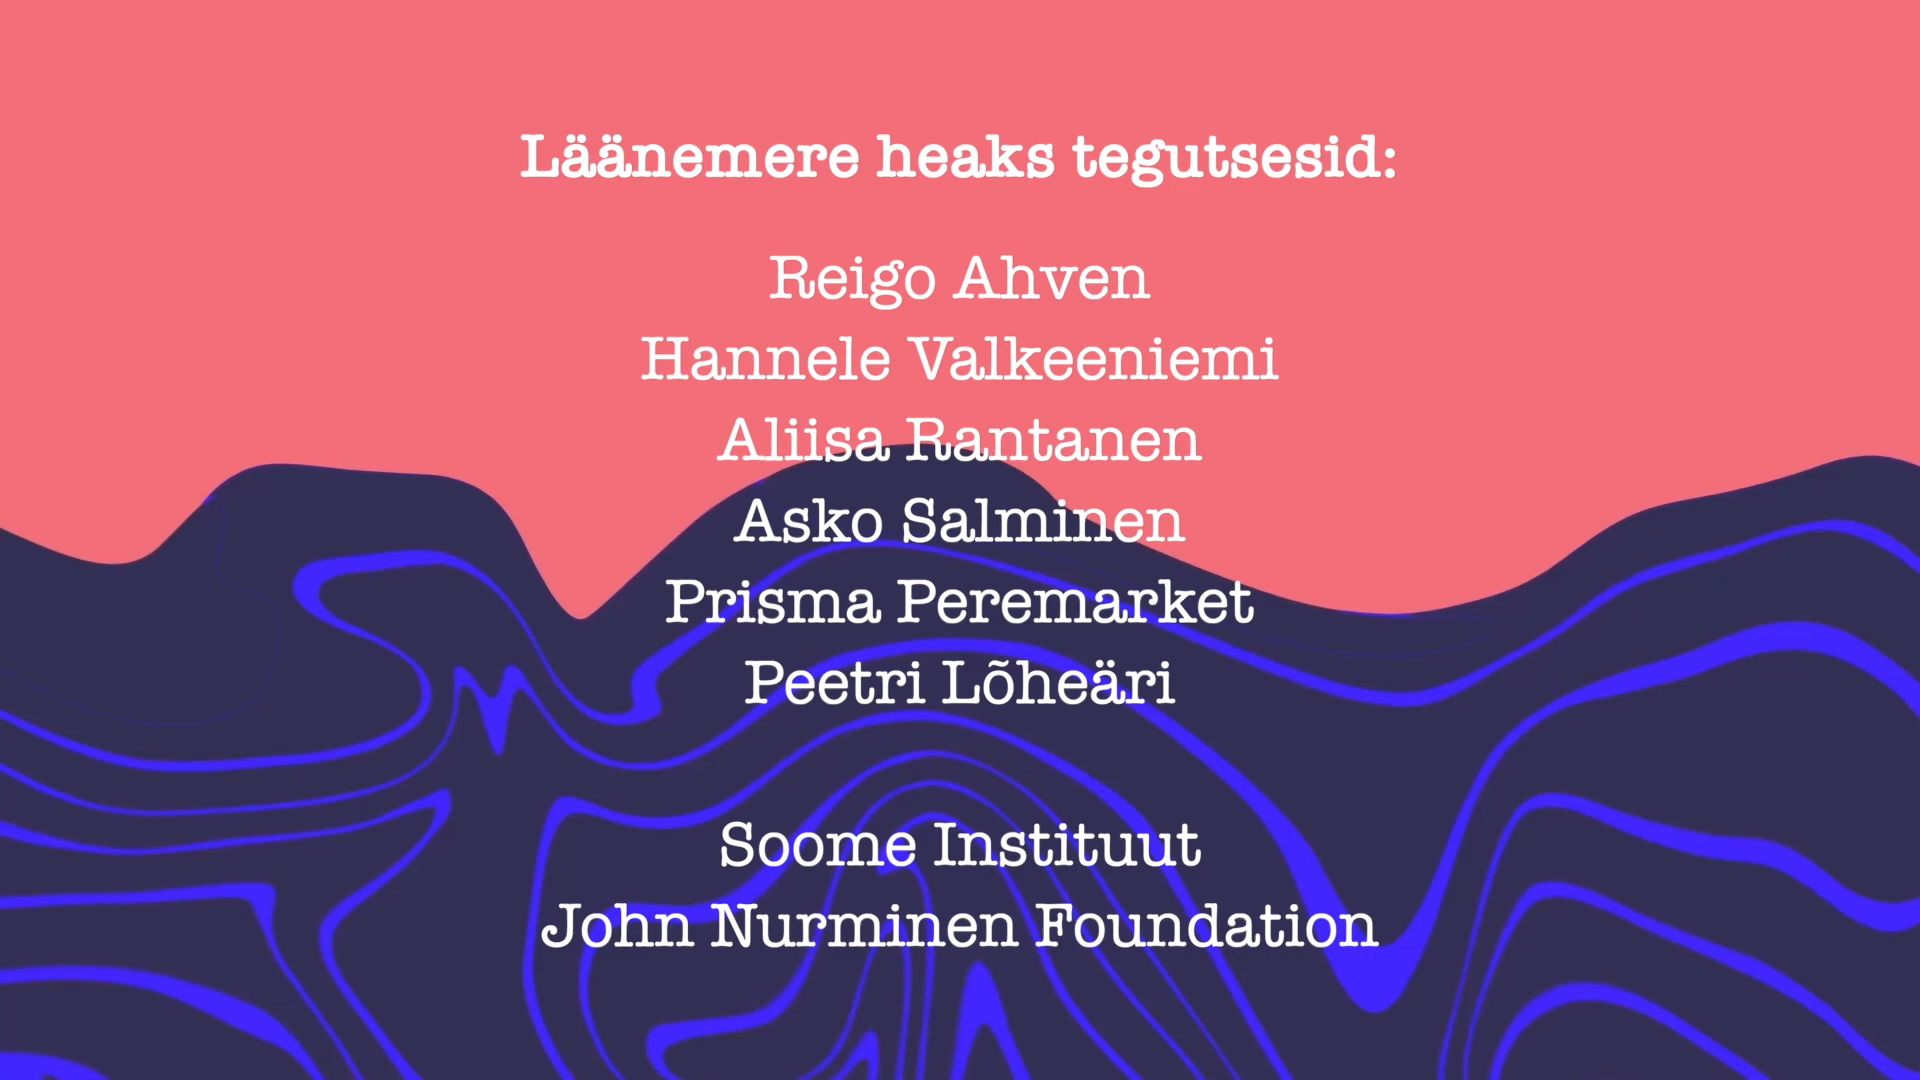 Läänemere heaks tegutsesid:
Reigo Ahven
Hannele Valkeeniemi
Aliisa Rantanen
Asko Salminen
Prisma Peremarket
Peetri Lõheäri
Soome Instituut
John Nurminen Foundation